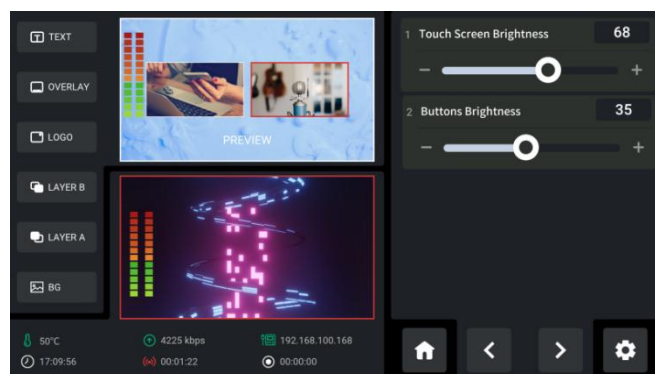 TEXT
OVERLAY
LOGO
LAYER B
LAYER A
BG
PREVIEW
50°C
4225 kbps
192.168.100.168
17:09:56
00:01:22
00:00:00
1 Touch Screen Brightness 68
2 Buttons Brightness 35